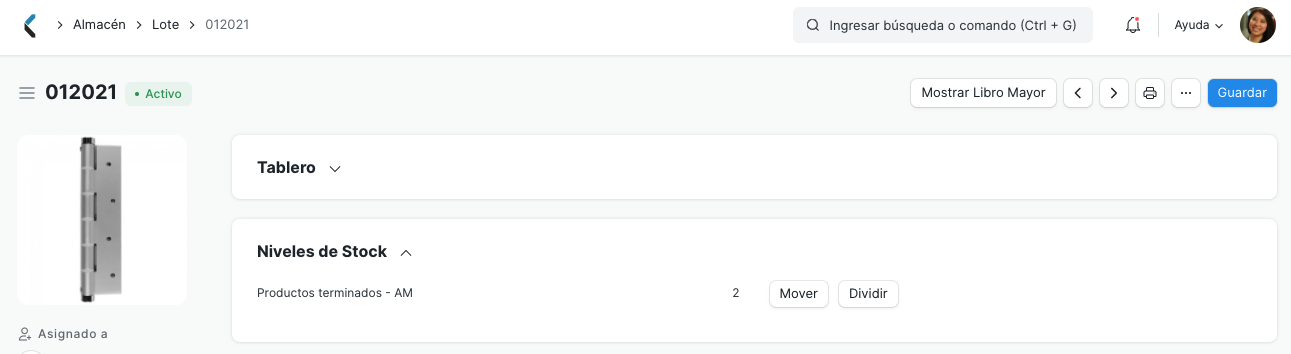 Almacén
Lote
012021
Ingresar búsqueda o comando (Ctrl + G)
Ayuda
012021
Activo
Mostrar Libro Mayor
Guardar
Tablero
Niveles de Stock
Productos terminados - AM 2 Mover Dividir
Asignado a